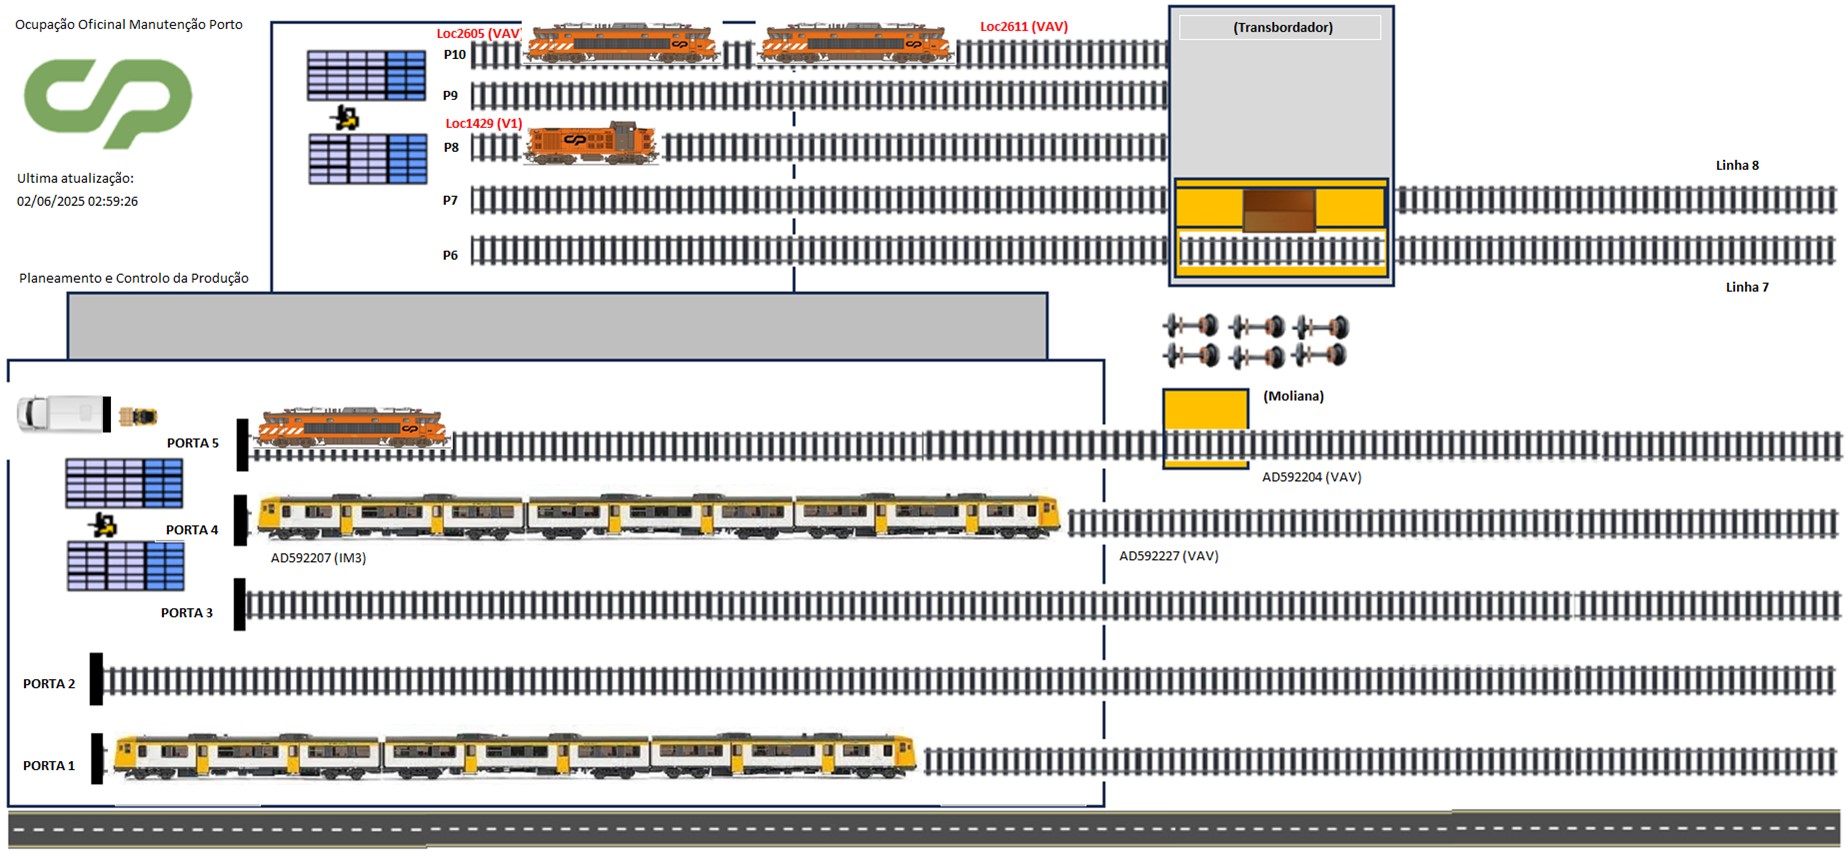 Ocupação Oficinal Manutenção Porto
Ultima atualização:
02/06/2025 02:59:26
Planeamento e Controlo da Produção
Loc2605 (VAV)
Loc2611 (VAV)
P10
P9
Loc1429 (V1)
P8
P7
P6
(Transbordador)
Linha 8
Linha 7
(Moliana)
PORTA 5
AD592204 (VAV)
PORTA 4
AD592207 (IM3)
AD592227 (VAV)
PORTA 3
PORTA 2
PORTA 1